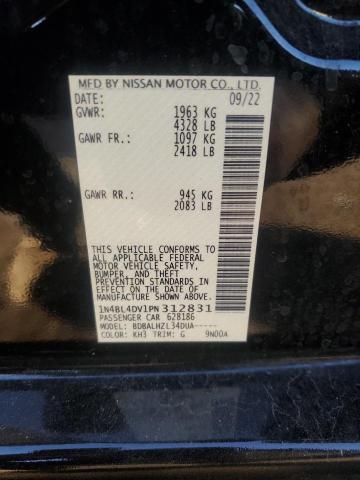 MFD BY NISSAN MOTOR CO., LTD.
DATE: 09/22
GVWR: 1963 KG
4328 LB
GAWR FR: 1097 KG
2418 LB
GAWR RR: 945 KG
2083 LB
THIS VEHICLE CONFORMS TO
ALL APPLICABLE FEDERAL
MOTOR VEHICLE SAFETY,
BUMPER, AND THEFT
PREVENTION STANDARDS
IN EFFECT ON THE DATE OF
MANUFACTURE SHOWN ABOVE.
1N4BL4DV1PN312831
PASSENGER CAR 628186
MODEL: BDBALHZL34DUA-----
COLOR: KH3 TRIM: G 9N00A